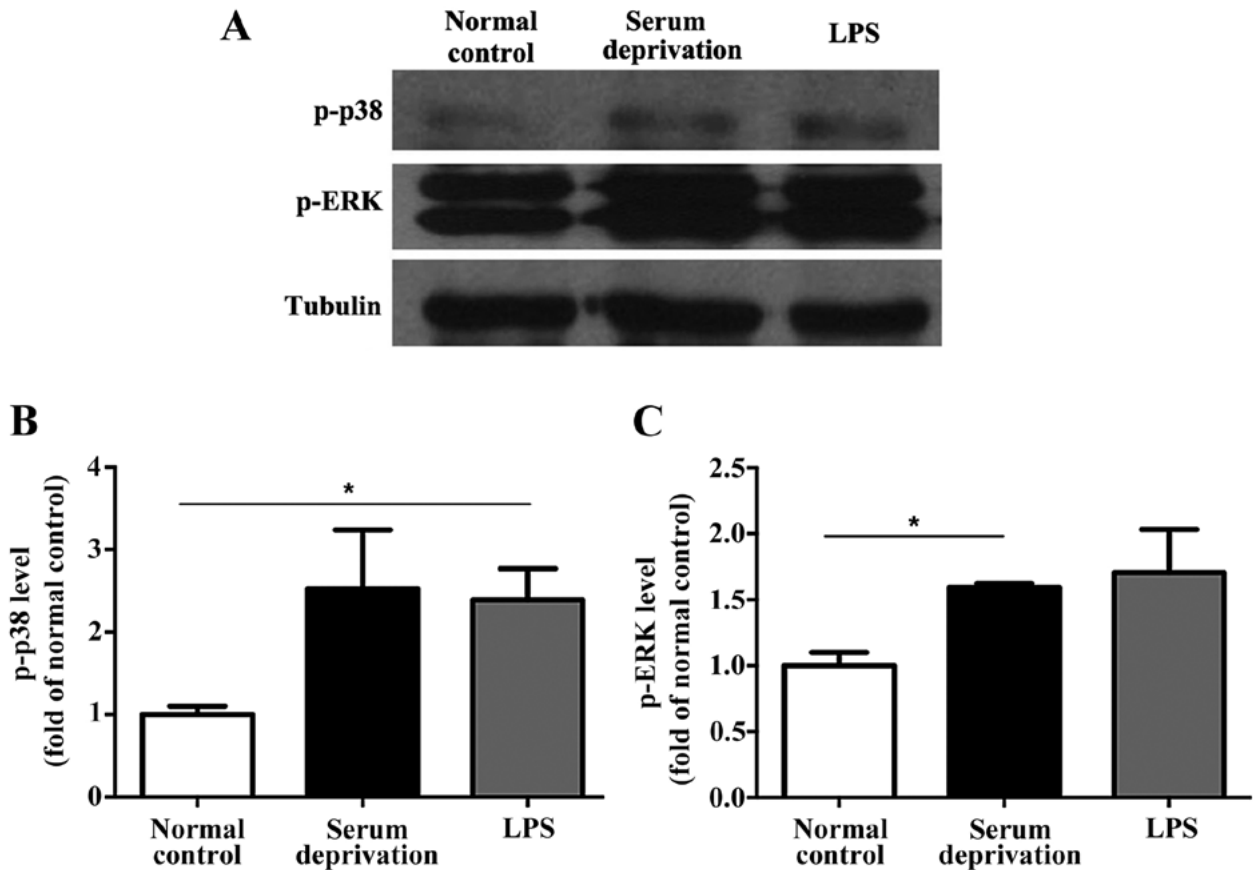 A
Normal
control
Serum
deprivation
LPS
p-p38
p-ERK
Tubulin
B
p-p38 level
(fold of normal control)
4
3
2
1
0
*
Normal
control
Serum
deprivation
LPS
C
p-ERK level
(fold of normal control)
2.5
2.0
1.5
1.0
0.5
0.0
*
Normal
control
Serum
deprivation
LPS